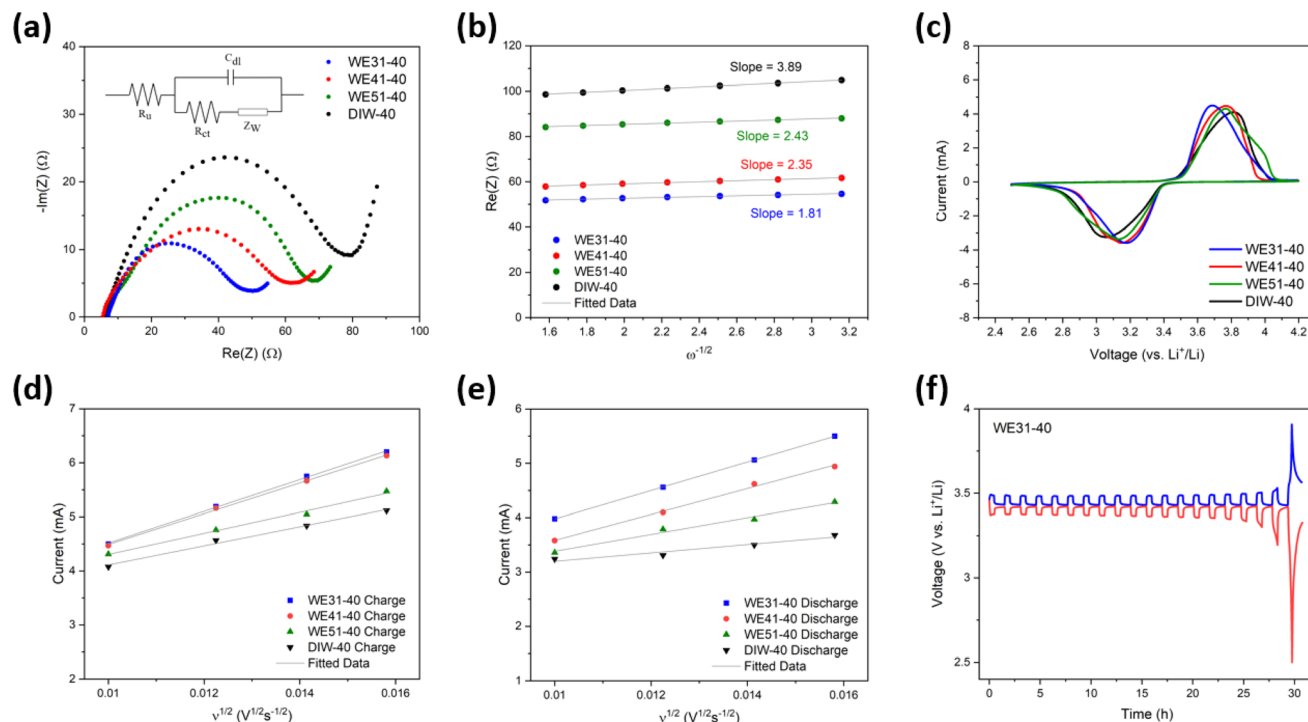 (a)
40
35
30
25
20
15
10
5
0
-Im(Z) (Ω)
0
20
40
60
80
100
Re(Z) (Ω)
C_dl
R_u
R_ct
Z_W
WE31-40
WE41-40
WE51-40
DIW-40
(b)
120
100
80
60
40
20
0
Re(Z) (Ω)
Slope = 3.89
Slope = 2.43
Slope = 2.35
Slope = 1.81
WE31-40
WE41-40
WE51-40
DIW-40
Fitted Data
1.6
1.8
2
2.2
2.4
2.6
2.8
3
3.2
ω^-1/2
(c)
8
6
4
2
0
-2
-4
-6
-8
Current (mA)
WE31-40
WE41-40
WE51-40
DIW-40
2.4
2.6
2.8
3
3.2
3.4
3.6
3.8
4
4.2
Voltage (vs. Li⁺/Li)
(d)
7
6
5
4
3
2
Current (mA)
WE31-40 Charge
WE41-40 Charge
WE51-40 Charge
DIW-40 Charge
Fitted Data
0.01
0.012
0.014
0.016
ν^1/2 (V^1/2s^-1/2)
(e)
6
5
4
3
2
1
Current (mA)
WE31-40 Discharge
WE41-40 Discharge
WE51-40 Discharge
DIW-40 Discharge
Fitted Data
0.01
0.012
0.014
0.016
ν^1/2 (V^1/2s^-1/2)
(f)
WE31-40
4
3.5
3
2.5
Voltage (V vs. Li⁺/Li)
0
5
10
15
20
25
30
Time (h)